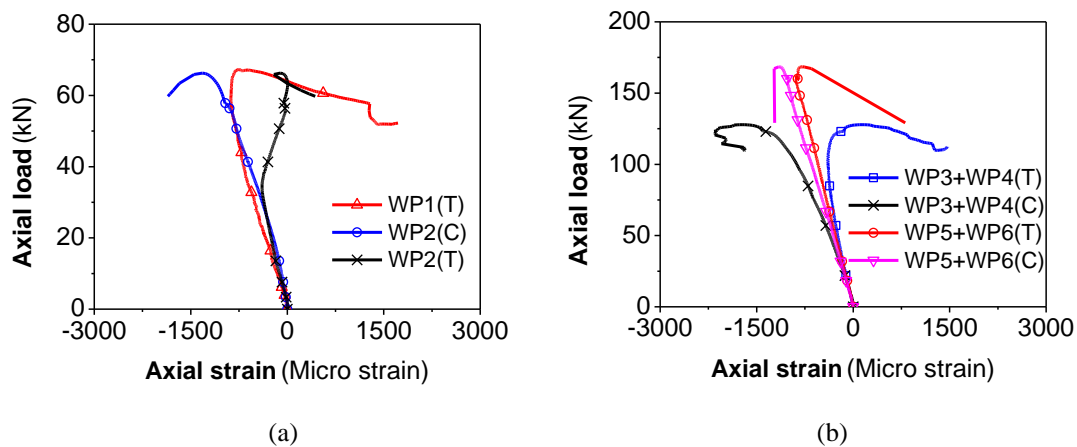 Axial load (kN)
80
60
40
20
0
-3000 -1500 0 1500 3000
Axial strain (Micro strain)
WP1(T)
WP2(C)
WP2(T)
(a)
Axial load (kN)
200
150
100
50
0
-3000 -1500 0 1500 3000
Axial strain (Micro strain)
WP3+WP4(T)
WP3+WP4(C)
WP5+WP6(T)
WP5+WP6(C)
(b)